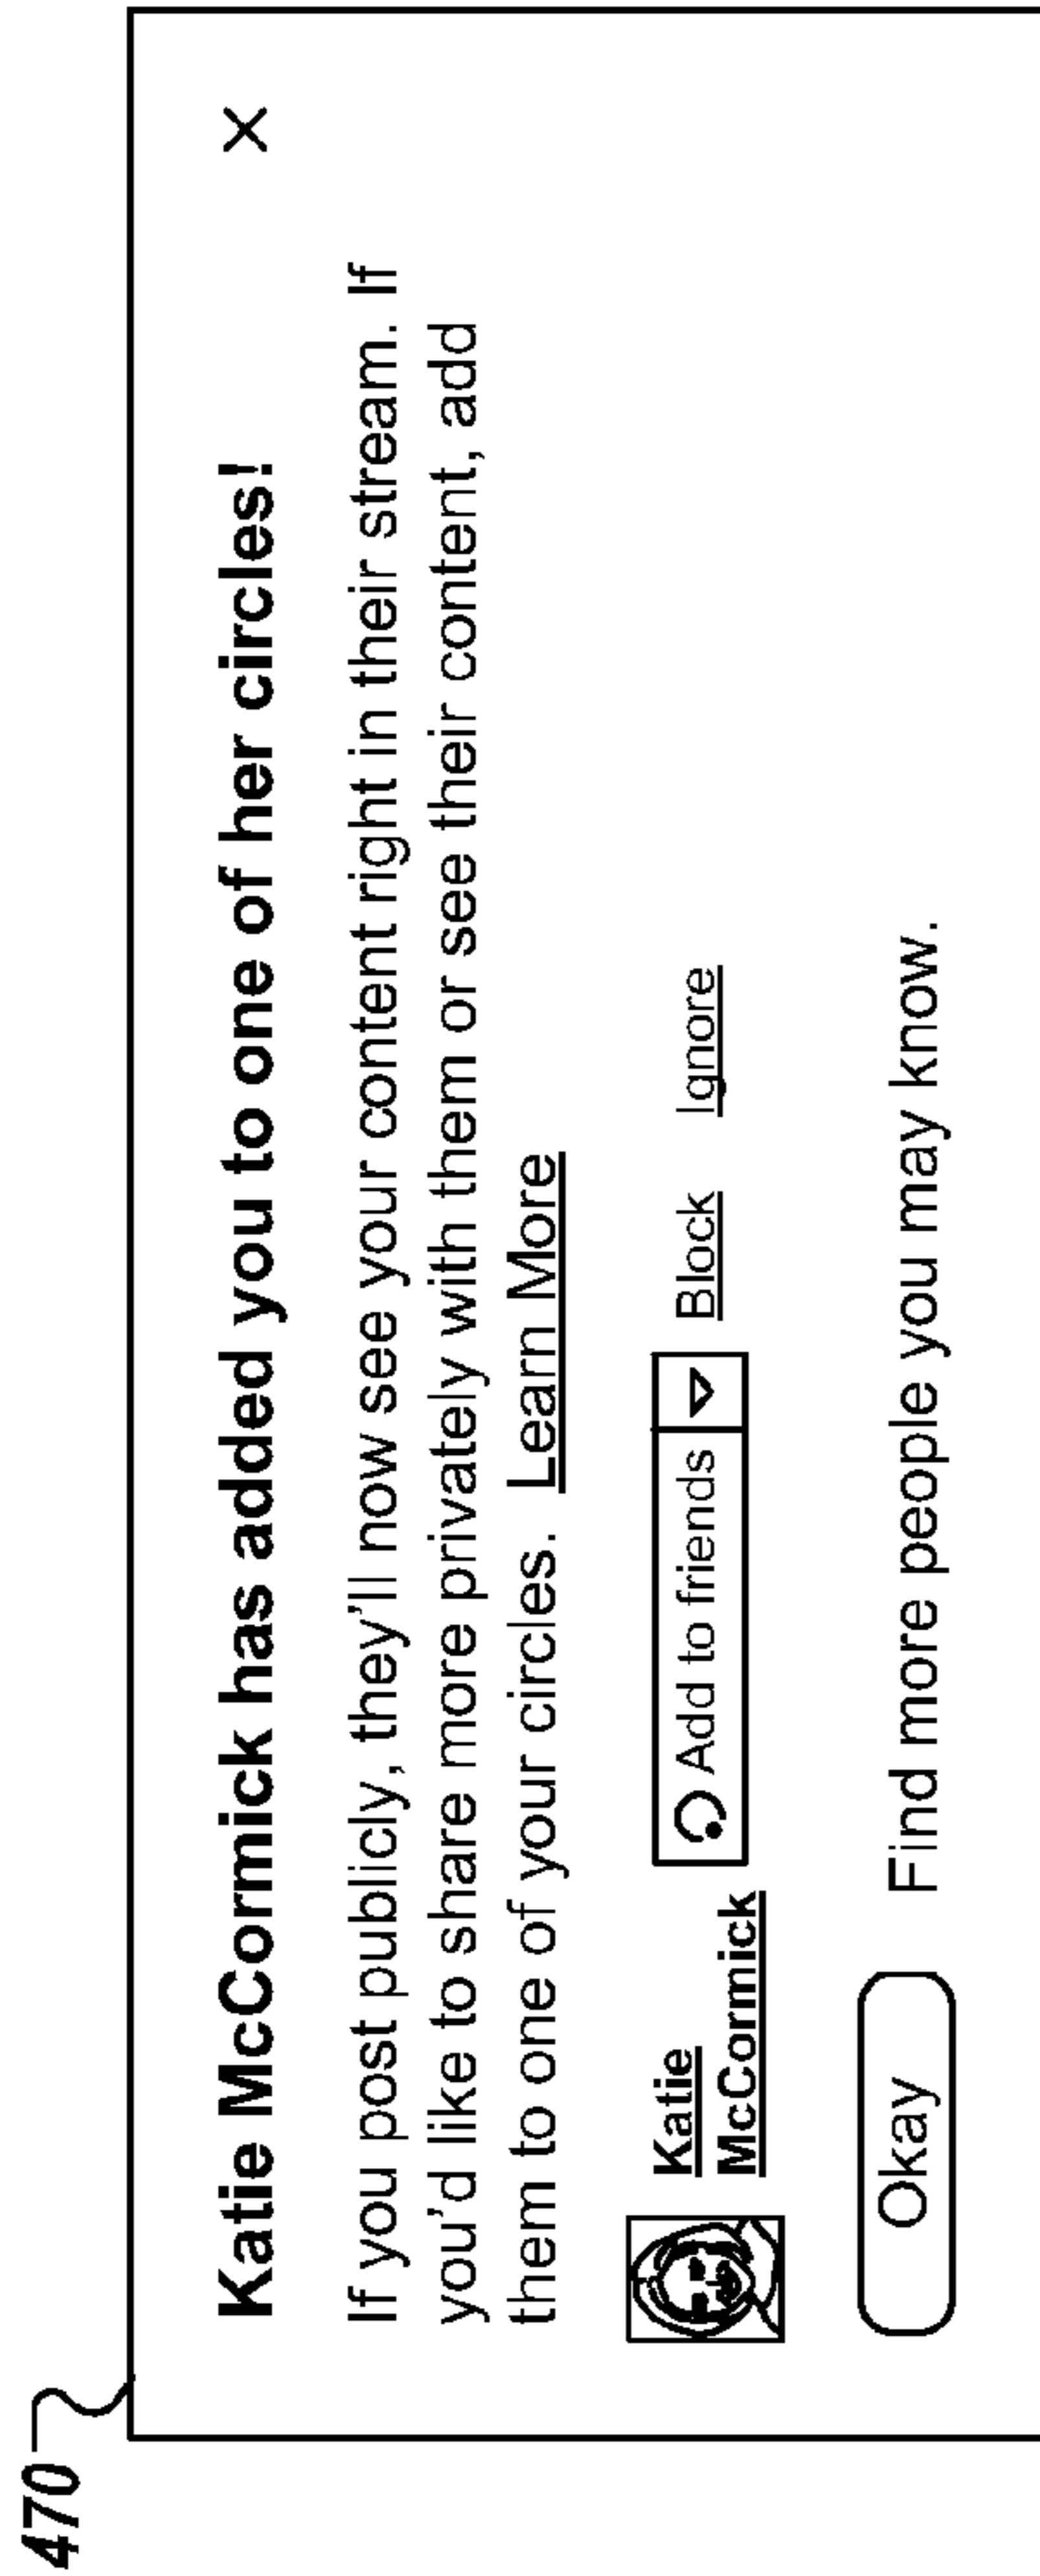 470
Katie McCormick has added you to one of her circles! X
If you post publicly, they'll now see your content right in their stream. If
you'd like to share more privately with them or see their content, add
them to one of your circles. Learn More
Katie
McCormick
Add to friends Block Ignore
Okay Find more people you may know.